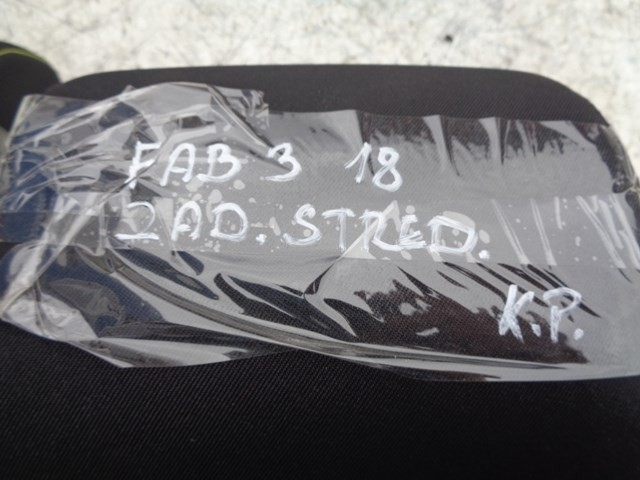 FAB 3 18
ZAD. STRED.
K.P.